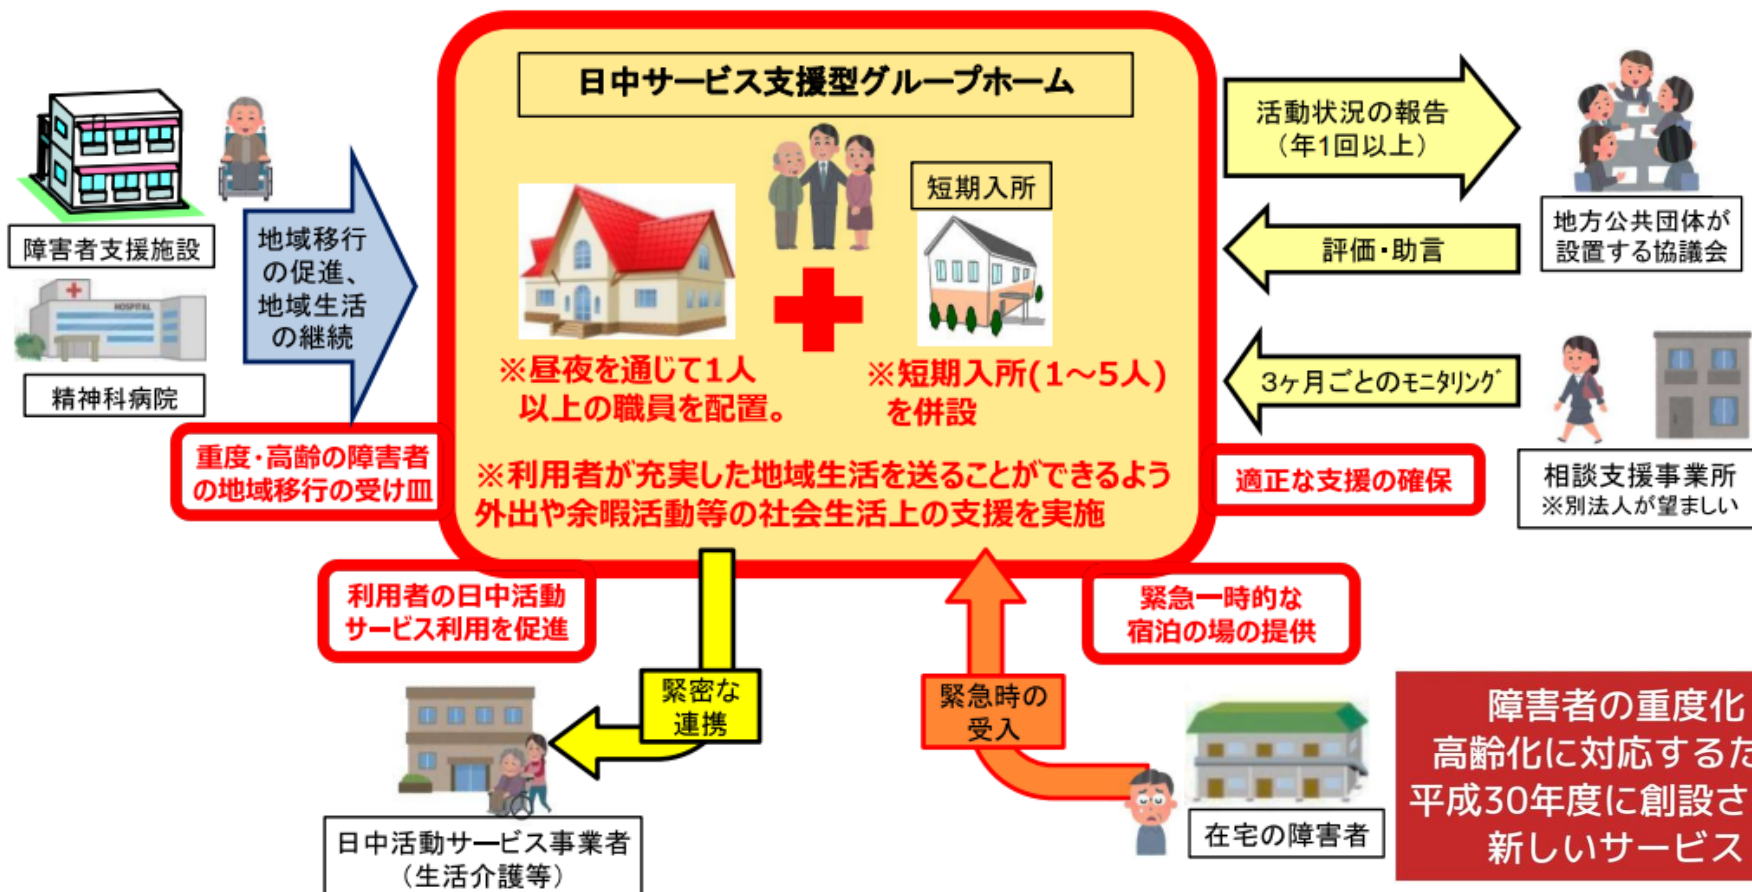 日中サービス支援型グループホーム
短期入所
※昼夜を通じて1人
以上の職員を配置。
※短期入所(1～5人)
を併設
※利用者が充実した地域生活を送ることができるよう
外出や余暇活動等の社会生活上の支援を実施
障害者支援施設
HOSPITAL
精神科病院
地域移行
の促進、
地域生活
の継続
重度・高齢の障害者
の地域移行の受け皿
活動状況の報告
（年1回以上）
評価・助言
地方公共団体が
設置する協議会
3ヶ月ごとのモニタリング
相談支援事業所
※別法人が望ましい
適正な支援の確保
利用者の日中活動
サービス利用を促進
緊密な
連携
日中活動サービス事業者
（生活介護等）
緊急一時的な
宿泊の場の提供
緊急時の
受入
在宅の障害者
障害者の重度化
高齢化に対応するた
平成30年度に創設さ
新しいサービス